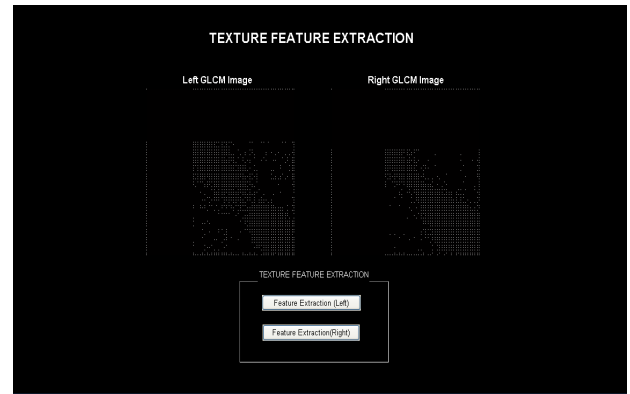 TEXTURE FEATURE EXTRACTION
Left GLCM Image
Right GLCM Image
TEXTURE FEATURE EXTRACTION
Feature Extraction (Left)
Feature Extraction(Right)